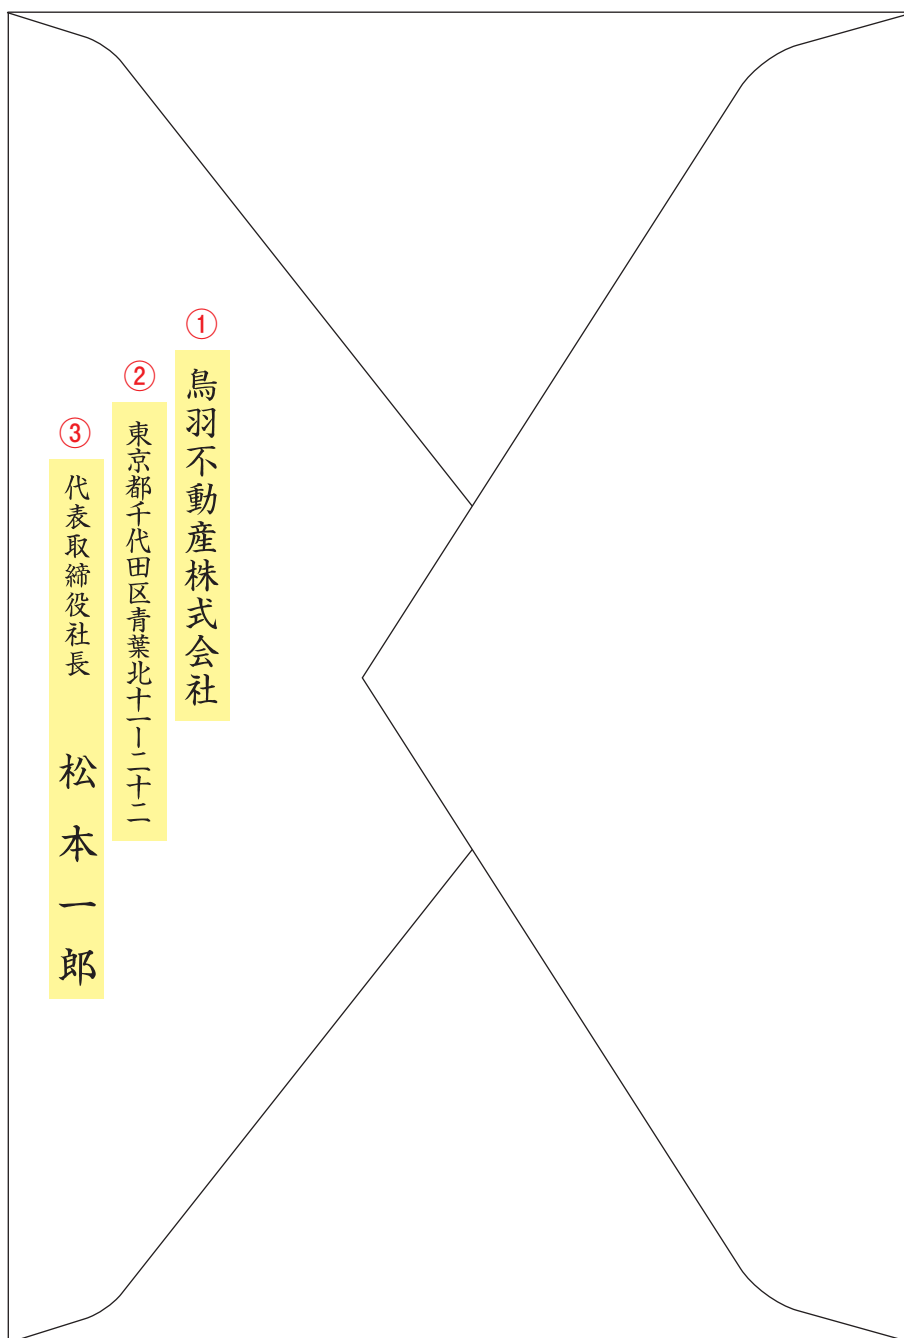 ①
鳥羽不動産株式会社
②
東京都千代田区青葉北十一ー二十二
③
代表取締役社長 松本一郎